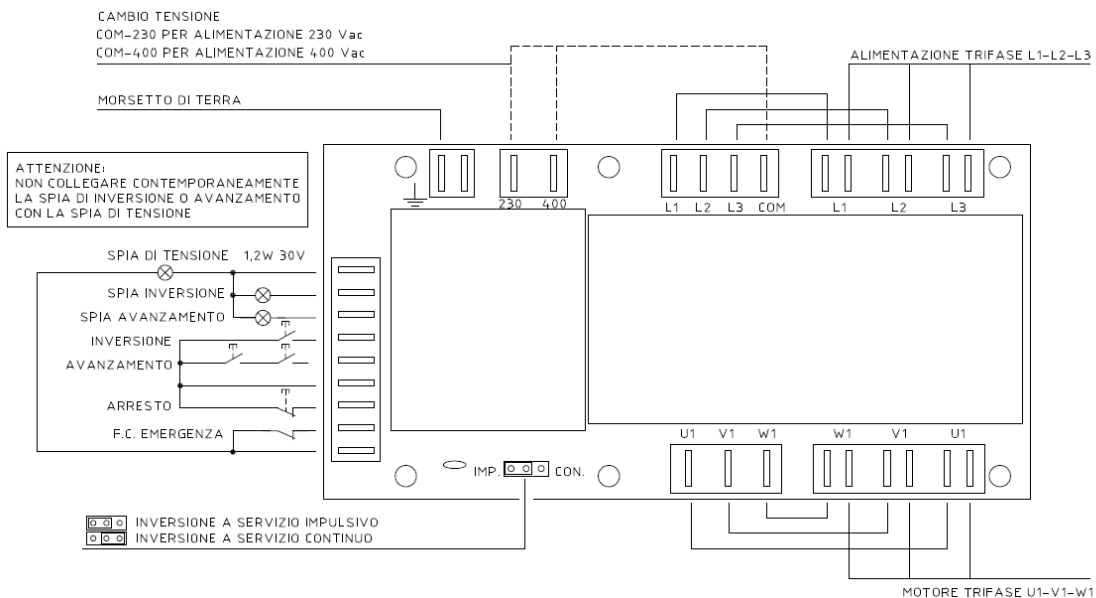 CAMBIO TENSIONE
COM-230 PER ALIMENTAZIONE 230 Vac
COM-400 PER ALIMENTAZIONE 400 Vac
ALIMENTAZIONE TRIFASE L1-L2-L3
MORSETTO DI TERRA
ATTENZIONE:
NON COLLEGARE CONTEMPORANEAMENTE
LA SPIA DI INVERSIONE O AVANZAMENTO
CON LA SPIA DI TENSIONE
230 400
L1 L2 L3 COM
L1 L2 L3
SPIA DI TENSIONE 1,2W 30V
SPIA INVERSIONE
SPIA AVANZAMENTO
INVERSIONE
AVANZAMENTO
ARRESTO
F.C. EMERGENZA
U1 V1 W1
W1 V1 U1
IMP. CON.
INVERSIONE A SERVIZIO IMPULSIVO
INVERSIONE A SERVIZIO CONTINUO
MOTORE TRIFASE U1-V1-W1